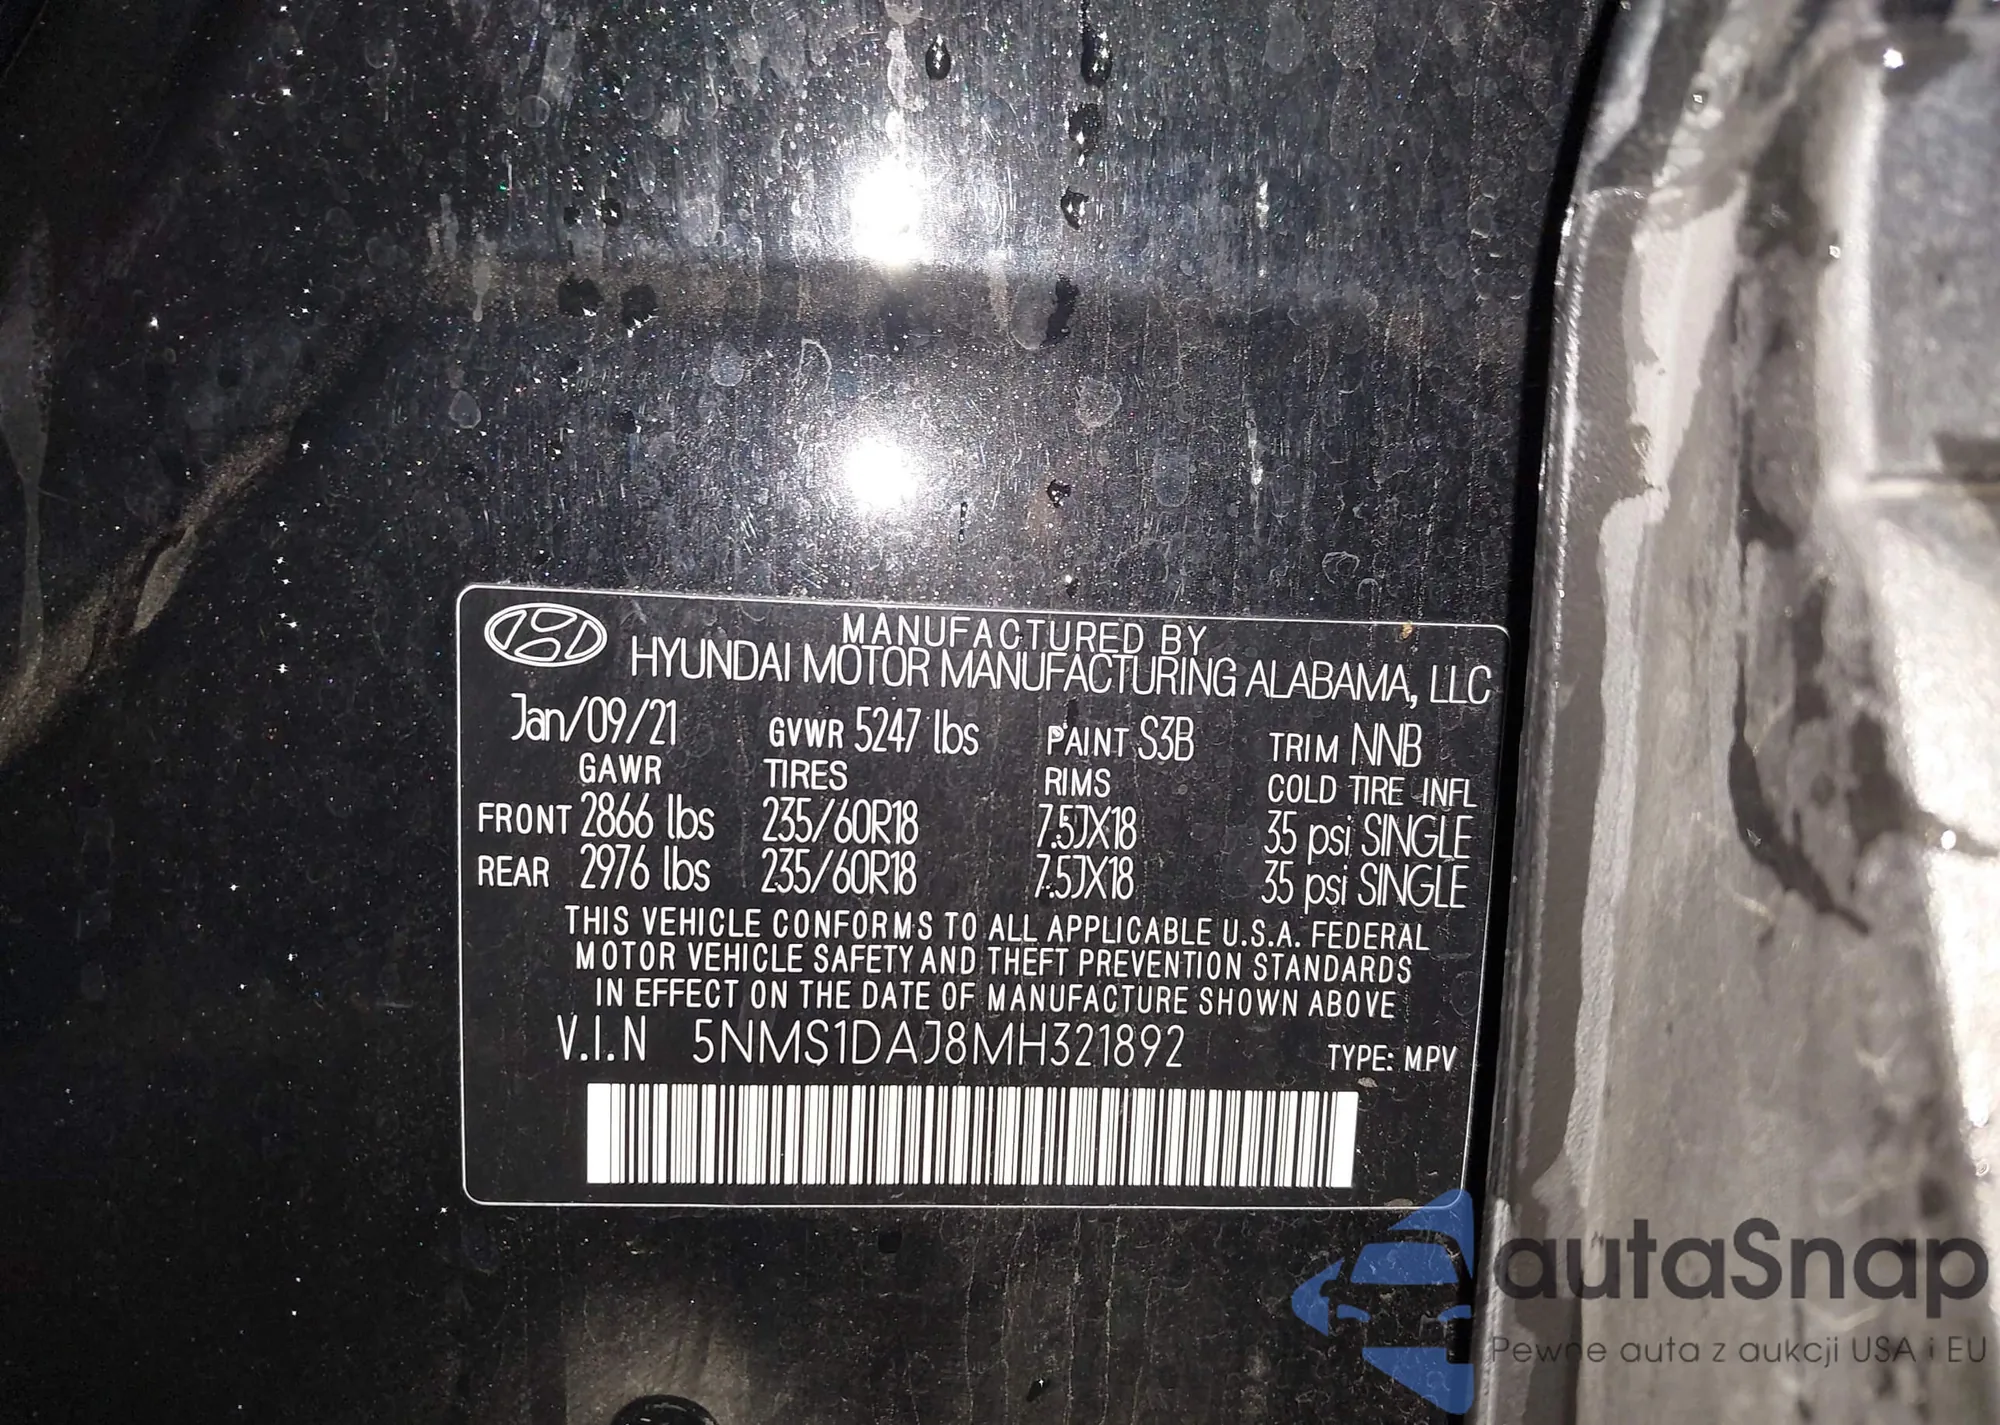 MANUFACTURED BY
HYUNDAI MOTOR MANUFACTURING ALABAMA, LLC
Jan/09/21 GVWR 5247 lbs PAINT S3B TRIM NNB
GAWR TIRES RIMS COLD TIRE INFL
FRONT 2866 lbs 235/60R18 7.5JX18 35 psi SINGLE
REAR 2976 lbs 235/60R18 7.5JX18 35 psi SINGLE
THIS VEHICLE CONFORMS TO ALL APPLICABLE U.S.A. FEDERAL
MOTOR VEHICLE SAFETY AND THEFT PREVENTION STANDARDS
IN EFFECT ON THE DATE OF MANUFACTURE SHOWN ABOVE
V.I.N 5NMS1DAJ8MH321892 TYPE: MPV
autaSnap
Pewne auta z aukcji USA i EU